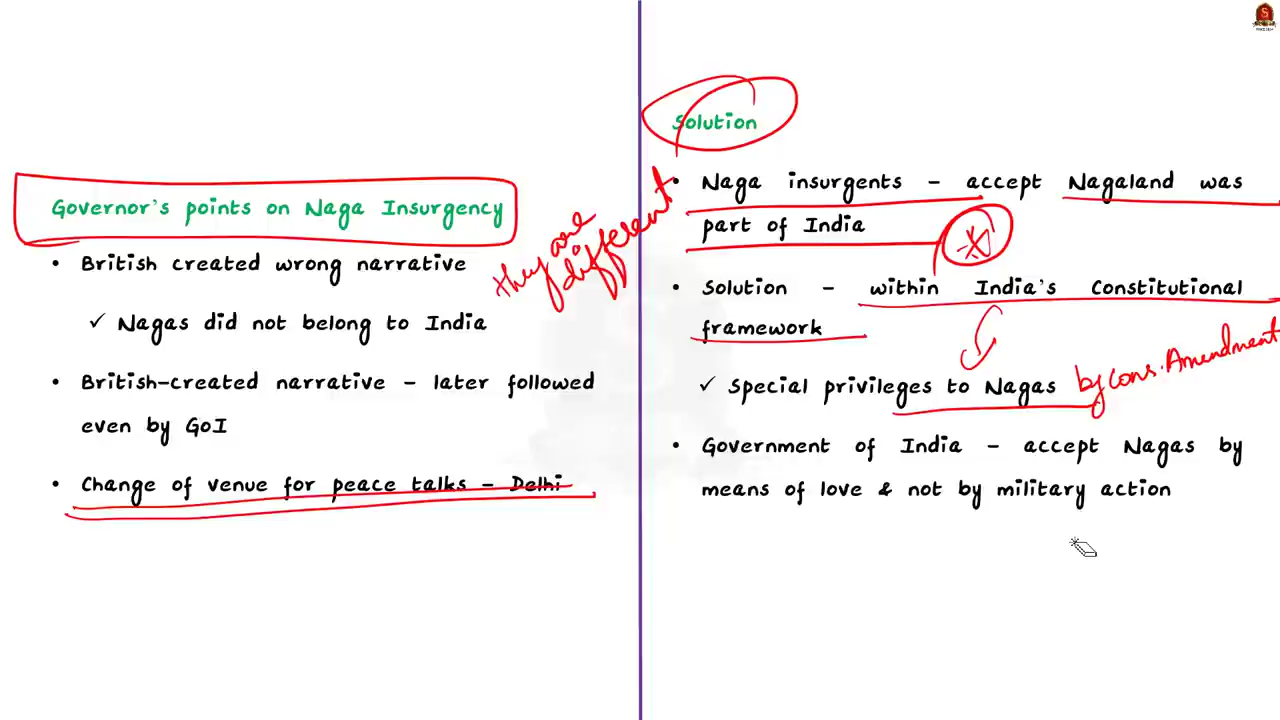 Governor's points on Naga Insurgency
• British created wrong narrative
✓ Nagas did not belong to India
• British-created narrative – later followed
even by GoI
• Change of venue for peace talks – Delhi
they are
different
Solution
• Naga insurgents – accept Nagaland was
part of India
• Solution – within India's Constitutional
framework
✓ Special privileges to Nagas
by Cons. Amendment
• Government of India – accept Nagas by
means of love & not by military action